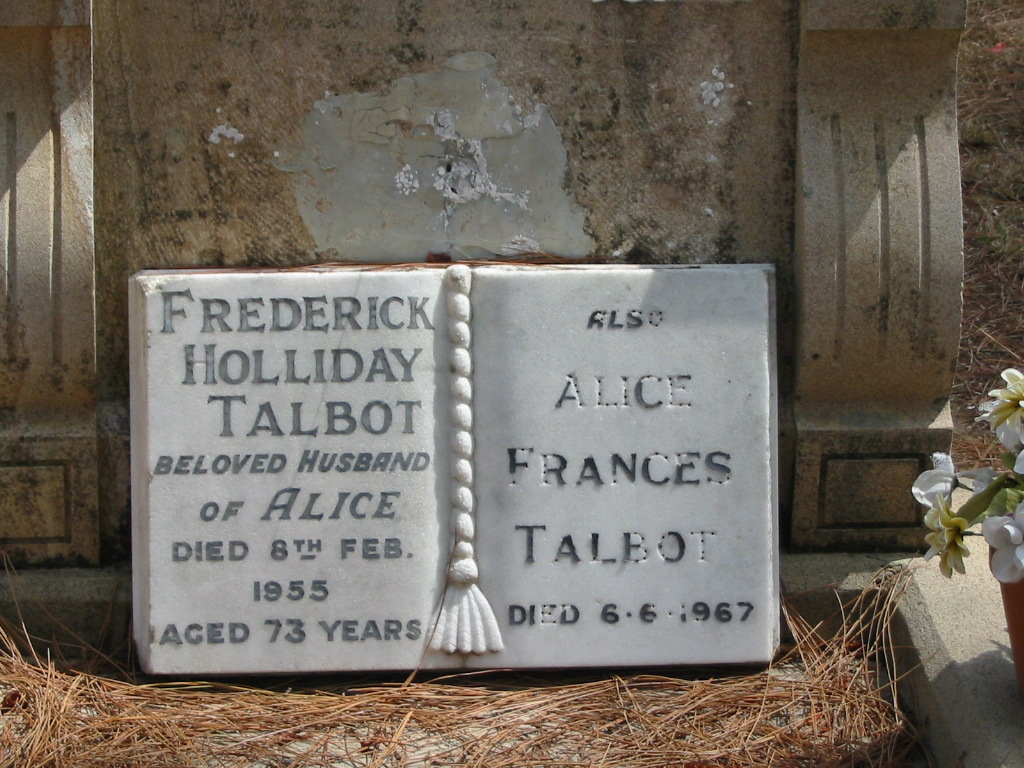 FREDERICK
HOLLIDAY
TALBOT
BELOVED HUSBAND
OF ALICE
DIED 8TH FEB.
1955
AGED 73 YEARS
ALSO
ALICE
FRANCES
TALBOT
DIED 6·6·1967